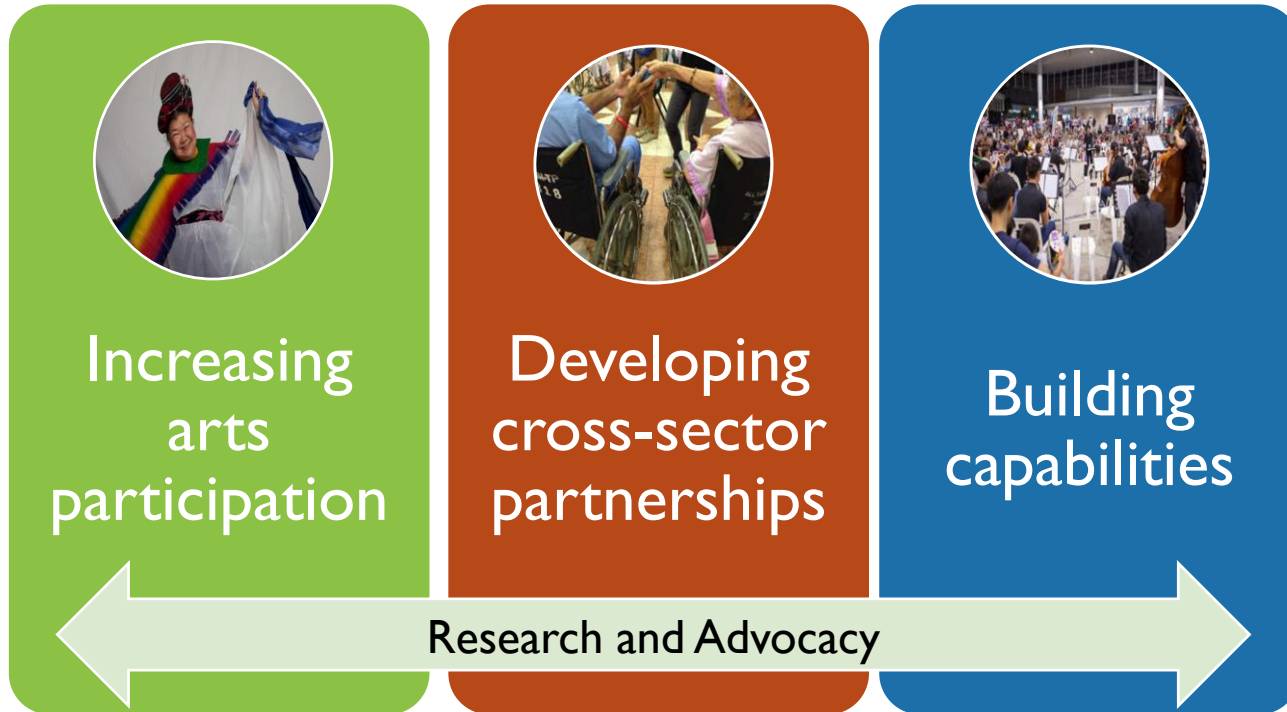 Increasing
arts
participation
Developing
cross-sector
partnerships
Building
capabilities
Research and Advocacy